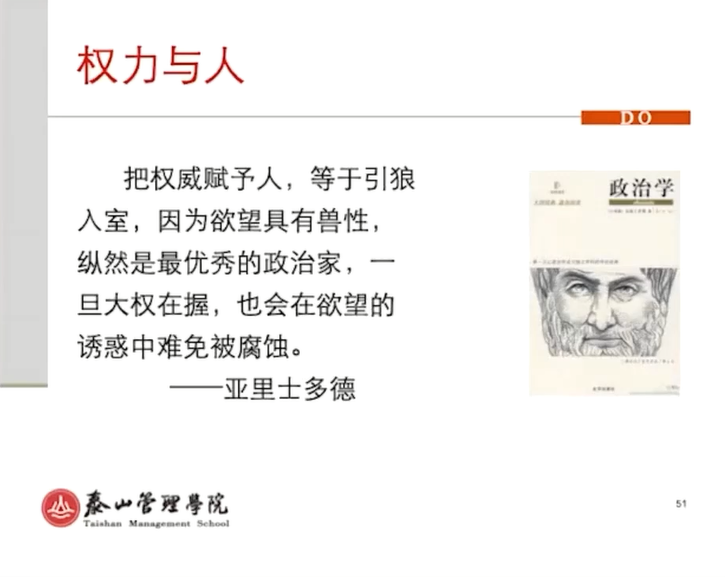 权力与人
DO
把权威赋予人，等于引狼
入室，因为欲望具有兽性，
纵然是最优秀的政治家，一
旦大权在握，也会在欲望的
诱惑中难免被腐蚀。
——亚里士多德
政治学
泰山管理學院
Taishan Management School
51